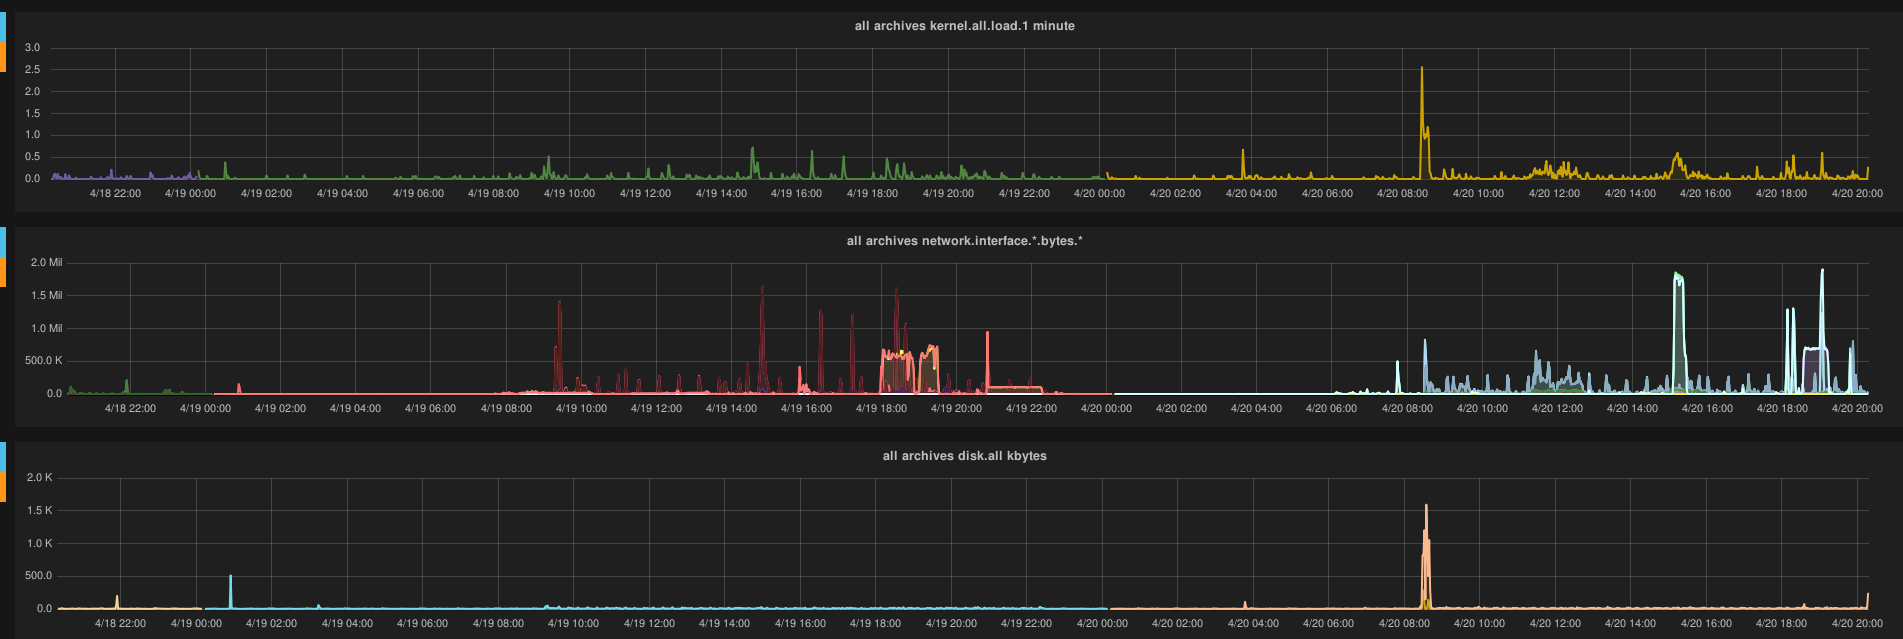 all archives kernel.all.load.1 minute
3.0
2.5
2.0
1.5
1.0
0.5
0.0
4/18 22:00 4/19 00:00 4/19 02:00 4/19 04:00 4/19 06:00 4/19 08:00 4/19 10:00 4/19 12:00 4/19 14:00 4/19 16:00 4/19 18:00 4/19 20:00 4/19 22:00 4/20 00:00 4/20 02:00 4/20 04:00 4/20 06:00 4/20 08:00 4/20 10:00 4/20 12:00 4/20 14:00 4/20 16:00 4/20 18:00 4/20 20:00
all archives network.interface.*.bytes.*
2.0 Mil
1.5 Mil
1.0 Mil
500.0 K
0.0
4/18 22:00 4/19 00:00 4/19 02:00 4/19 04:00 4/19 06:00 4/19 08:00 4/19 10:00 4/19 12:00 4/19 14:00 4/19 16:00 4/19 18:00 4/19 20:00 4/19 22:00 4/20 00:00 4/20 02:00 4/20 04:00 4/20 06:00 4/20 08:00 4/20 10:00 4/20 12:00 4/20 14:00 4/20 16:00 4/20 18:00 4/20 20:00
all archives disk.all kbytes
2.0 K
1.5 K
1.0 K
500.0
0.0
4/18 22:00 4/19 00:00 4/19 02:00 4/19 04:00 4/19 06:00 4/19 08:00 4/19 10:00 4/19 12:00 4/19 14:00 4/19 16:00 4/19 18:00 4/19 20:00 4/19 22:00 4/20 00:00 4/20 02:00 4/20 04:00 4/20 06:00 4/20 08:00 4/20 10:00 4/20 12:00 4/20 14:00 4/20 16:00 4/20 18:00 4/20 20:00